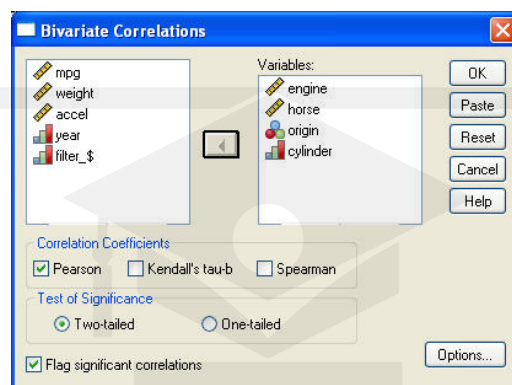 Bivariate Correlations
mpg
weight
accel
year
filter_$
Variables:
engine
horse
origin
cylinder
OK
Paste
Reset
Cancel
Help
Correlation Coefficients
Pearson Kendall's tau-b Spearman
Test of Significance
Two-tailed One-tailed
Flag significant correlations
Options...